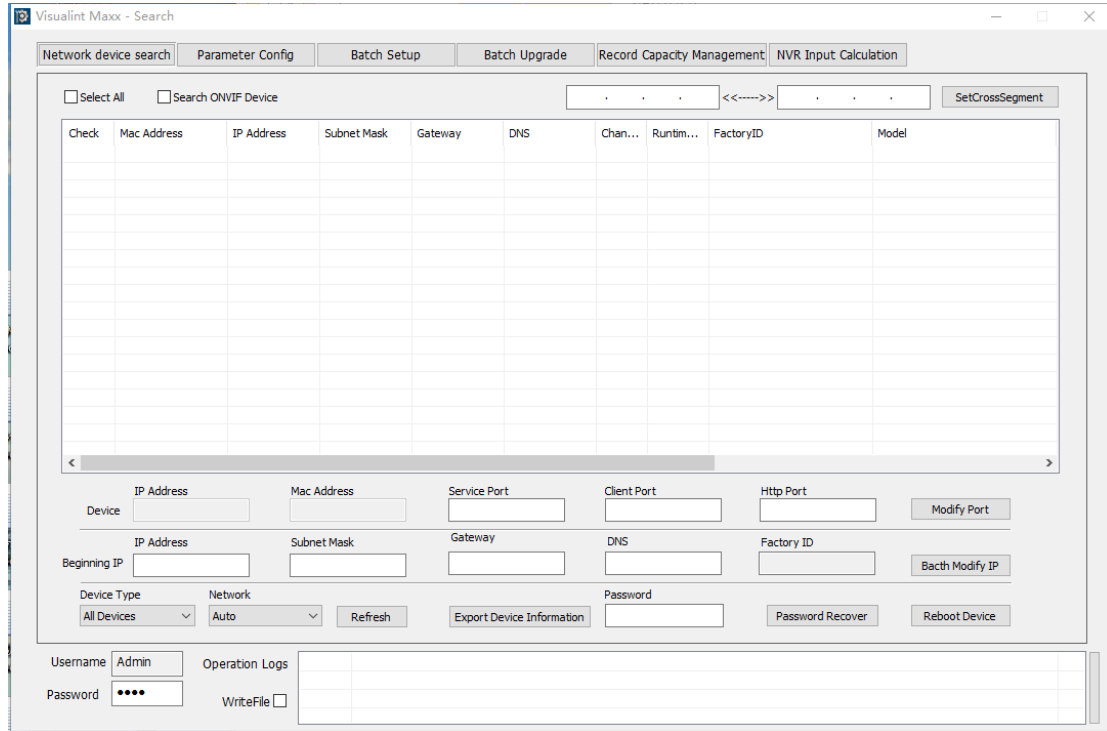 Visualint Maxx - Search
Network device search Parameter Config Batch Setup Batch Upgrade Record Capacity Management NVR Input Calculation
Select All Search ONVIF Device . . . <<----->> . . . SetCrossSegment
Check Mac Address IP Address Subnet Mask Gateway DNS Chan... Runtim... FactoryID Model
IP Address Mac Address Service Port Client Port Http Port
Device Modify Port
IP Address Subnet Mask Gateway DNS Factory ID
Beginning IP Bacth Modify IP
Device Type Network Password
All Devices Auto Refresh Export Device Information Password Recover Reboot Device
Username Admin Operation Logs
Password ●●●● WriteFile